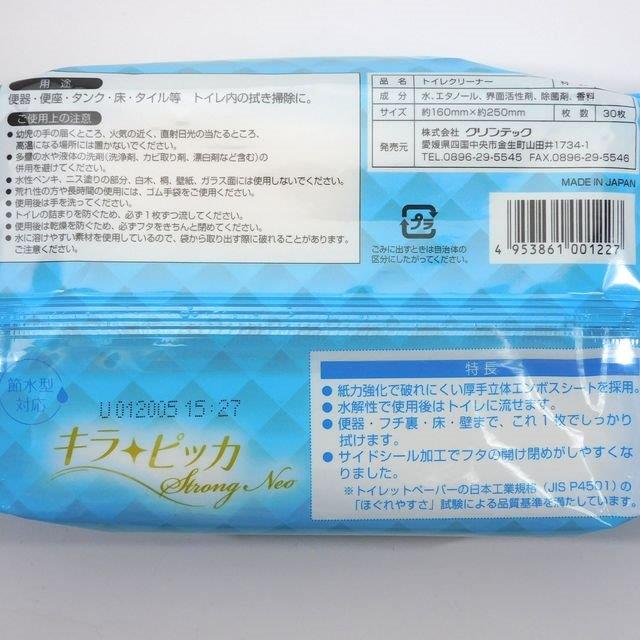 用途
便器・便座・タンク・床・タイル等 トイレ内の拭き掃除に。
ご使用上の注意
●幼児の手の届くところ、火気の近く、直射日光の当たるところ、
高温になる場所には置かないでください。
●多量の水や液体の洗剤(洗浄剤、カビ取り剤、漂白剤など含む)の
併用を避けてください。
●水性ペンキ、ニス塗りの部分、白木、桐、壁紙、ガラス面には使用しないでください。
●荒れ性の方や長時間の使用には、ゴム手袋をご使用ください。
●使用後は手を洗ってください。
●トイレの詰まりを防ぐため、必ず1枚ずつ流してください。
●使用後は乾燥を防ぐため、必ずフタをきちんと閉めてください。
●水に溶けやすい素材を使用しているので、袋から取り出す際に破れることがあります。
ご注意ください。
品名 トイレクリーナー
成分 水、エタノール、界面活性剤、除菌剤、香料
サイズ 約160mm×約250mm 枚数 30枚
発売元 株式会社 クリンテック
愛媛県四国中央市金生町山田井1734-1
TEL.0896-29-5545 FAX.0896-29-5546
MADE IN JAPAN
プラ
ごみに出すときは自治体の
区分にしたがってください。
4 953861 001227
節水型
対応
U012005 15:27
キラ ピッカ
Strong Neo
特長
●紙力強化で破れにくい厚手立体エンボスシートを採用。
●水解性で使用後はトイレに流せます。
●便器・フチ裏・床・壁まで、これ1枚でしっかり
拭けます。
●サイドシール加工でフタの開け閉めがしやすくな
りました。
※トイレットペーパーの日本工業規格(JIS P4501)の
「ほぐれやすさ」試験による品質基準を満たしています。